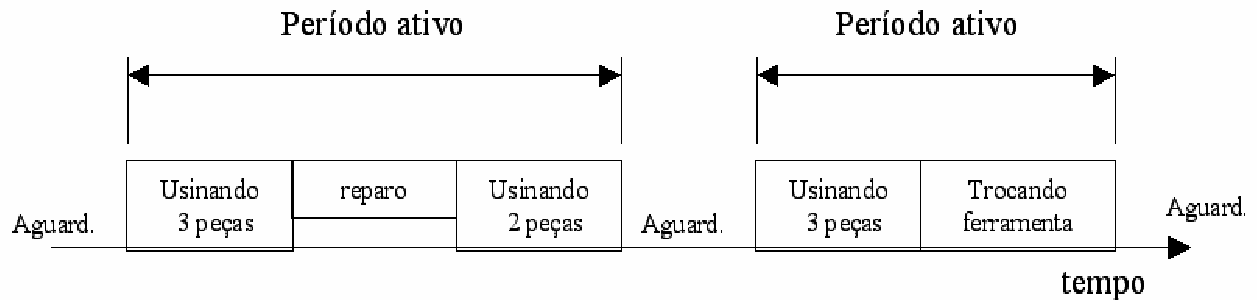 Período ativo
Período ativo
Aguard.
Usinando
3 peças
reparo
Usinando
2 peças
Aguard.
Usinando
3 peças
Trocando
ferramenta
Aguard.
tempo